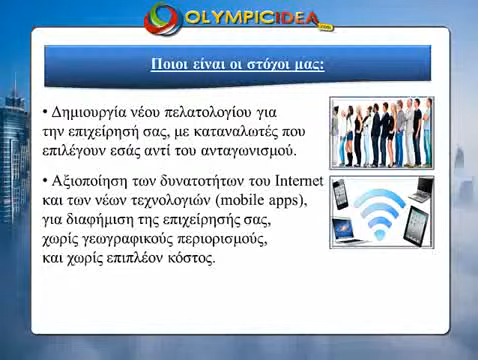 OLYMPICIDEA
.com
Ποιοι είναι οι στόχοι μας:
• Δημιουργία νέου πελατολογίου για
την επιχείρησή σας, με καταναλωτές που
επιλέγουν εσάς αντί του ανταγωνισμού.
• Αξιοποίηση των δυνατοτήτων του Internet
και των νέων τεχνολογιών (mobile apps),
για διαφήμιση της επιχείρησής σας,
χωρίς γεωγραφικούς περιορισμούς,
και χωρίς επιπλέον κόστος.